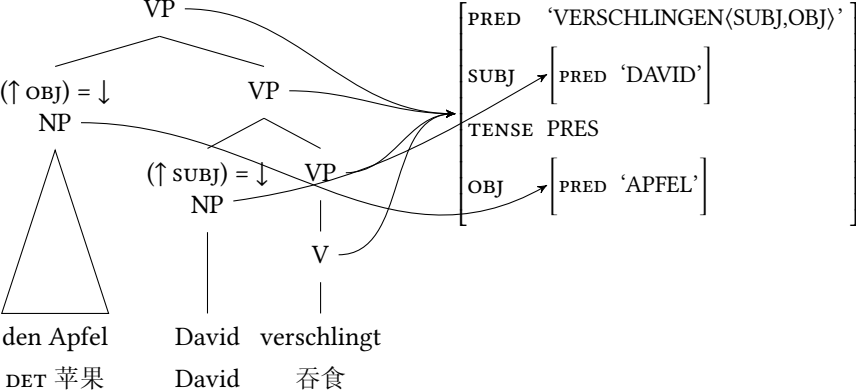 VP
PRED ‘VERSCHLINGEN⟨SUBJ,OBJ⟩’
(↑ OBJ) = ↓
VP
SUBJ [PRED ‘DAVID’]
NP
TENSE PRES
(↑ SUBJ) = ↓
VP
OBJ [PRED ‘APFEL’]
NP
V
den Apfel David verschlingt
DET 苹果 David 吞食